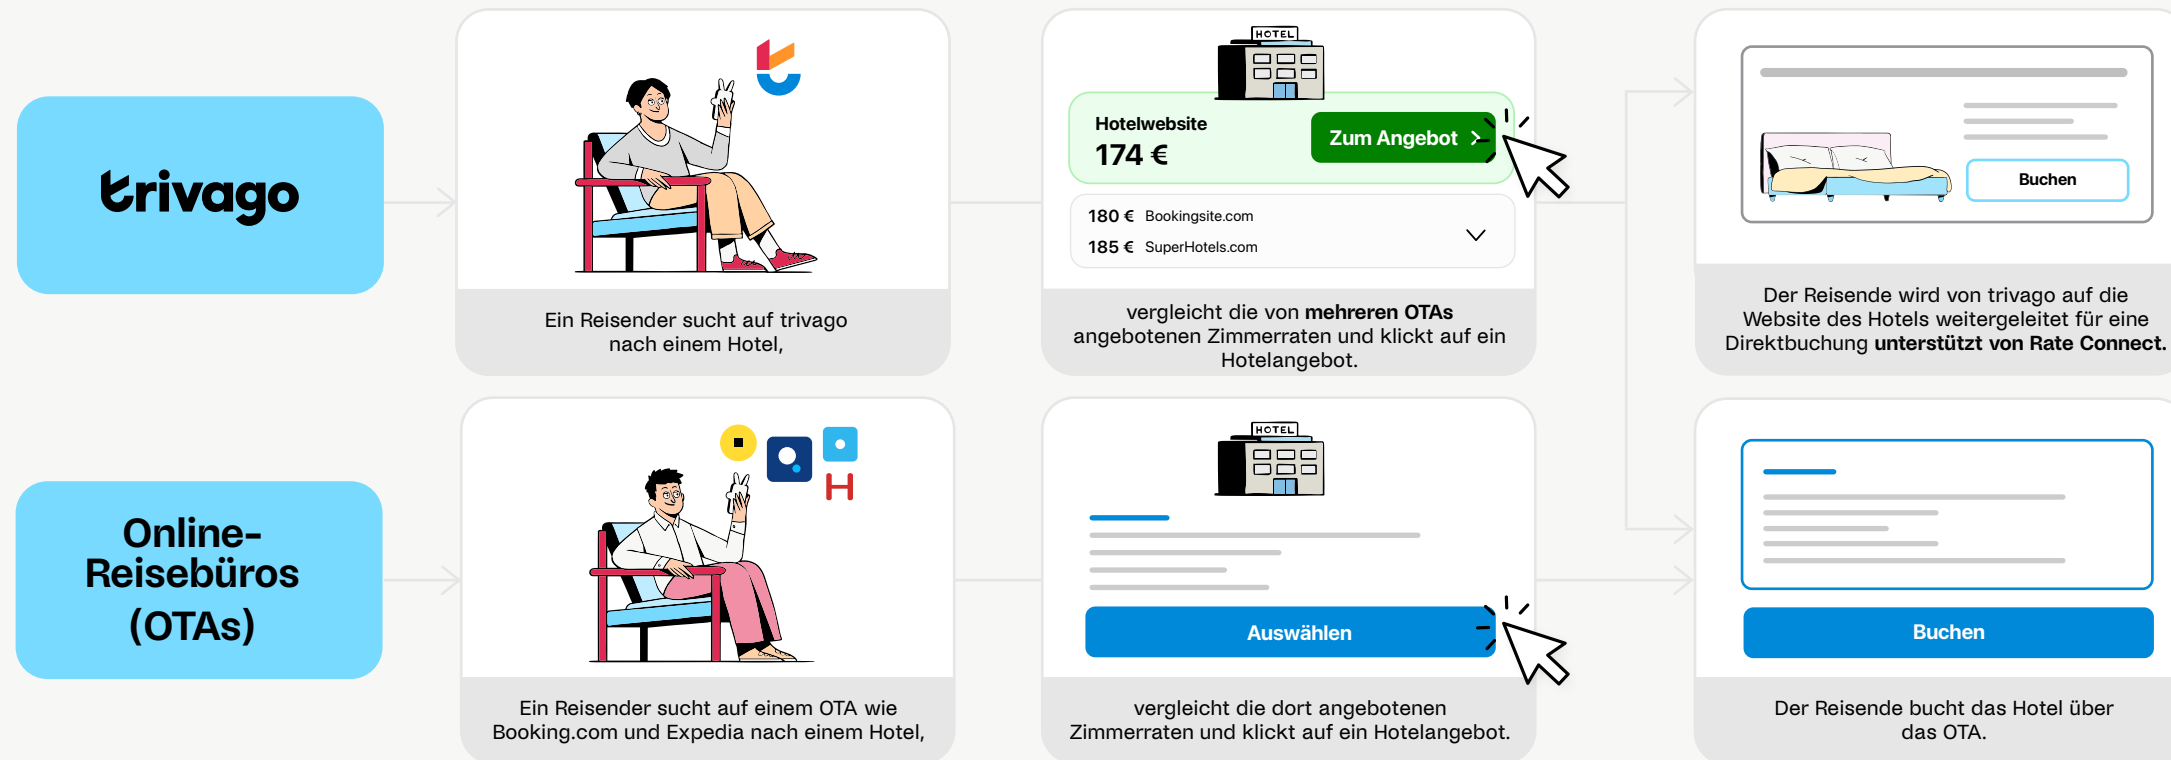 trivago
Ein Reisender sucht auf trivago
nach einem Hotel,
HOTEL
Hotelwebsite
174 €
Zum Angebot
180 € Bookingsite.com
185 € SuperHotels.com
vergleicht die von mehreren OTAs
angebotenen Zimmerraten und klickt auf ein
Hotelangebot.
Buchen
Der Reisende wird von trivago auf die
Website des Hotels weitergeleitet für eine
Direktbuchung unterstützt von Rate Connect.
Online-
Reisebüros
(OTAs)
Ein Reisender sucht auf einem OTA wie
Booking.com und Expedia nach einem Hotel,
HOTEL
Auswählen
vergleicht die dort angebotenen
Zimmerraten und klickt auf ein Hotelangebot.
Buchen
Der Reisende bucht das Hotel über
das OTA.